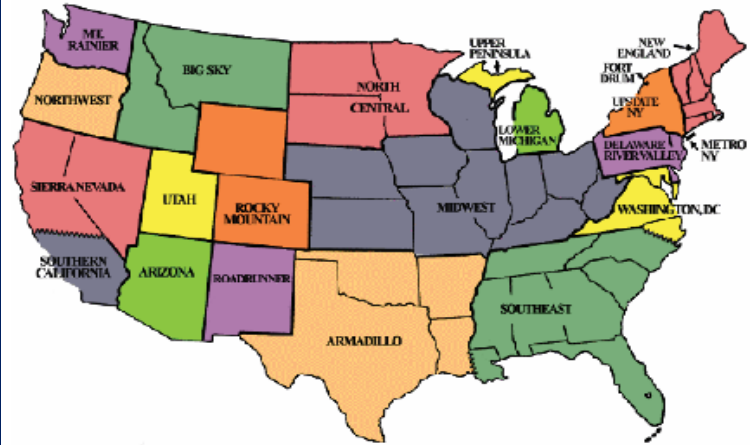 MT.
RAINIER
BIG SKY
NORTHWEST
NORTH
CENTRAL
UPPER
PENINSULA
NEW
ENGLAND
FORT
DRUM
UPSTATE
NY
LOWER
MICHIGAN
DELAWARE
RIVER VALLEY
METRO
NY
SIERRA NEVADA
UTAH
ROCKY
MOUNTAIN
MIDWEST
WASHINGTON, DC
SOUTHERN
CALIFORNIA
ARIZONA
ROADRUNNER
SOUTHEAST
ARMADILLO